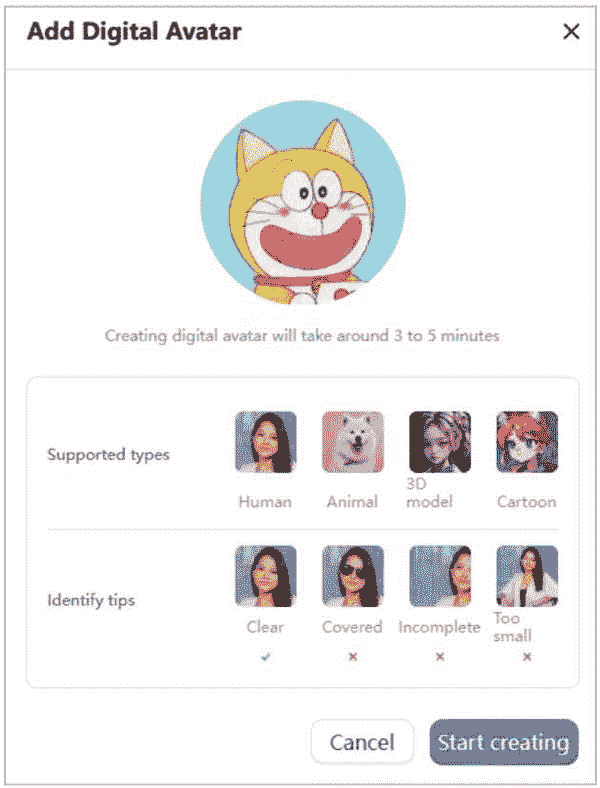 Add Digital Avatar
Creating digital avatar will take around 3 to 5 minutes
Supported types
Human
Animal
3D
model
Cartoon
Identify tips
Clear
Covered
Incomplete
Too
small
Cancel
Start creating